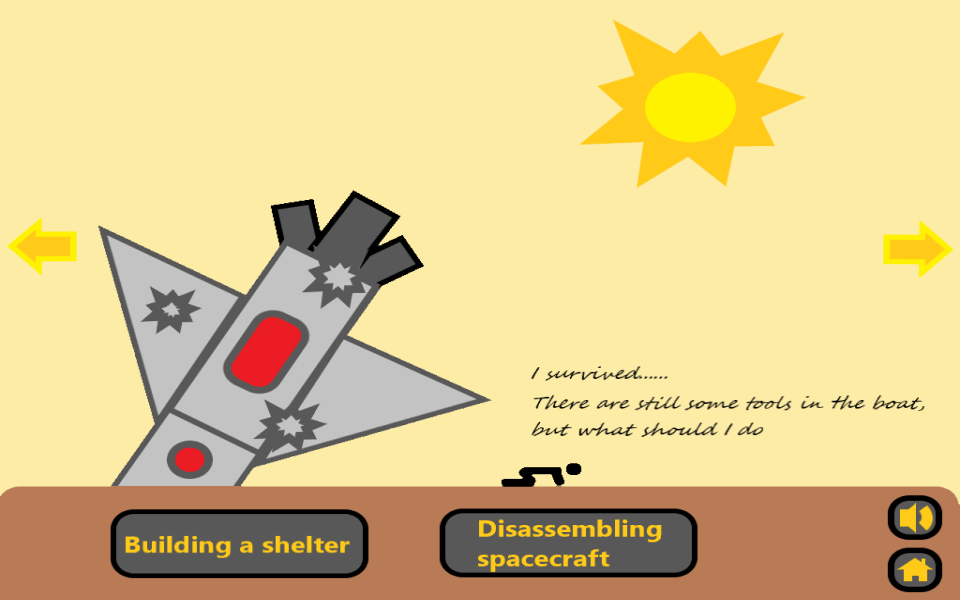 I survived......
There are still some tools in the boat,
but what should I do
Building a shelter
Disassembling
spacecraft